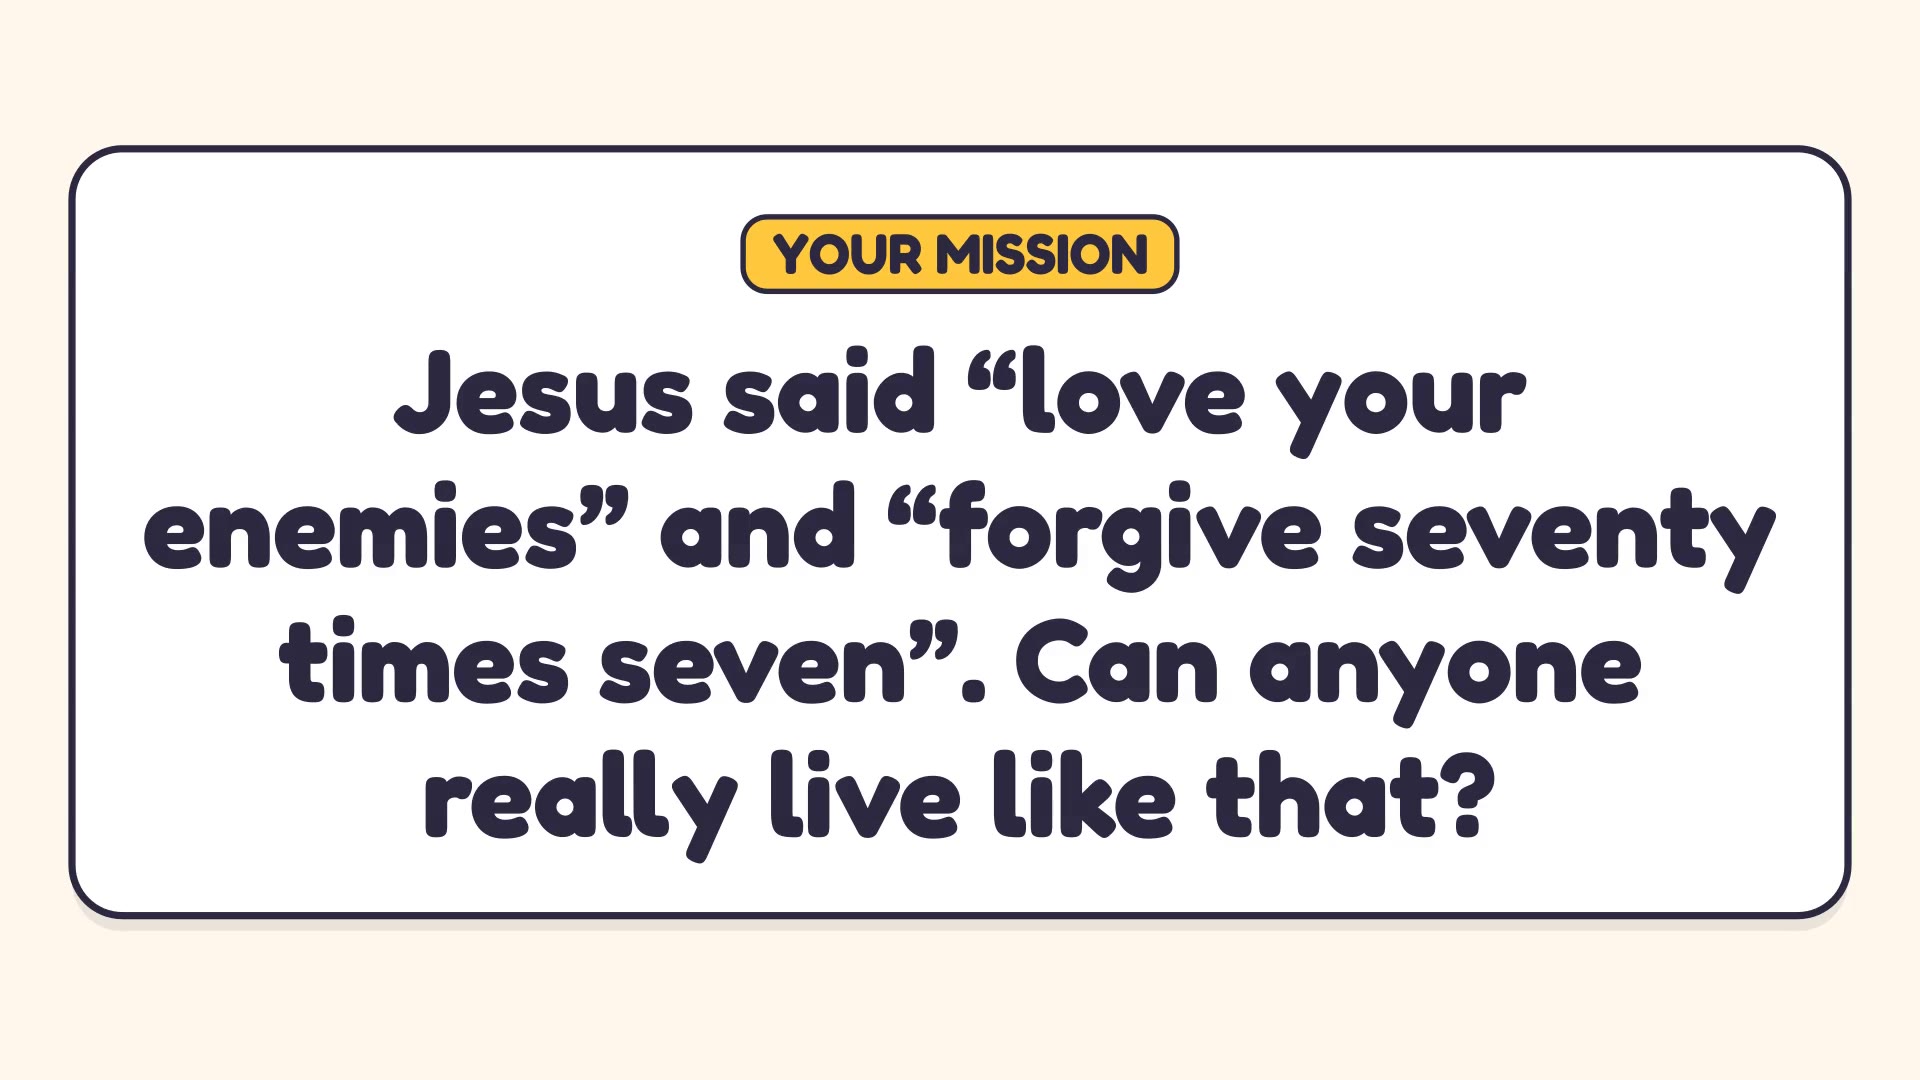 YOUR MISSION
Jesus said “love your
enemies” and “forgive seventy
times seven”. Can anyone
really live like that?